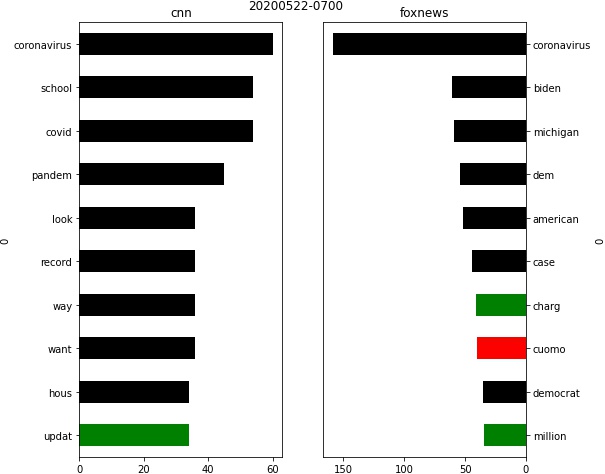 20200522-0700
cnn
foxnews
coronavirus
school
covid
pandem
look
record
way
want
hous
updat
0
0 20 40 60
coronavirus
biden
michigan
dem
american
case
charg
cuomo
democrat
million
0
150 100 50 0